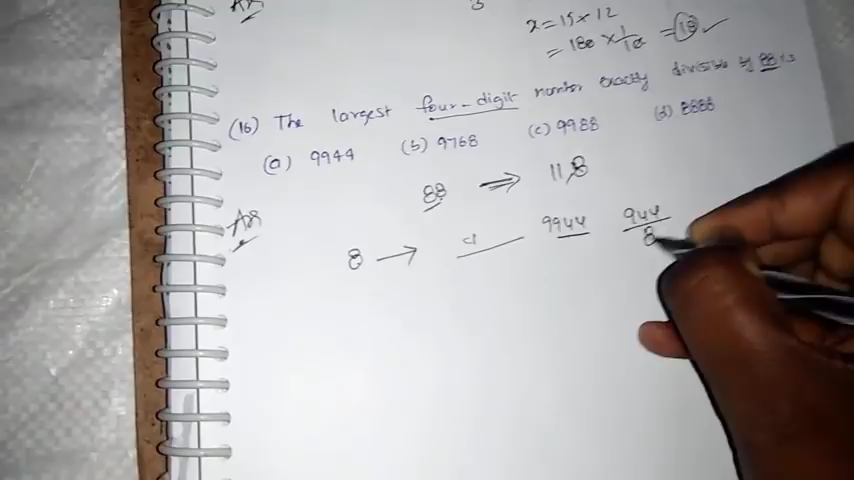 3
x = 15 × 12
= 180 × 1/10 = 18 ✓
(16) The largest four-digit number exactly divisible by 88 is
(a) 9944 (b) 9768 (c) 9988 (d) 8888
88 ⇒ 11, 8
8 → 9944 944/8